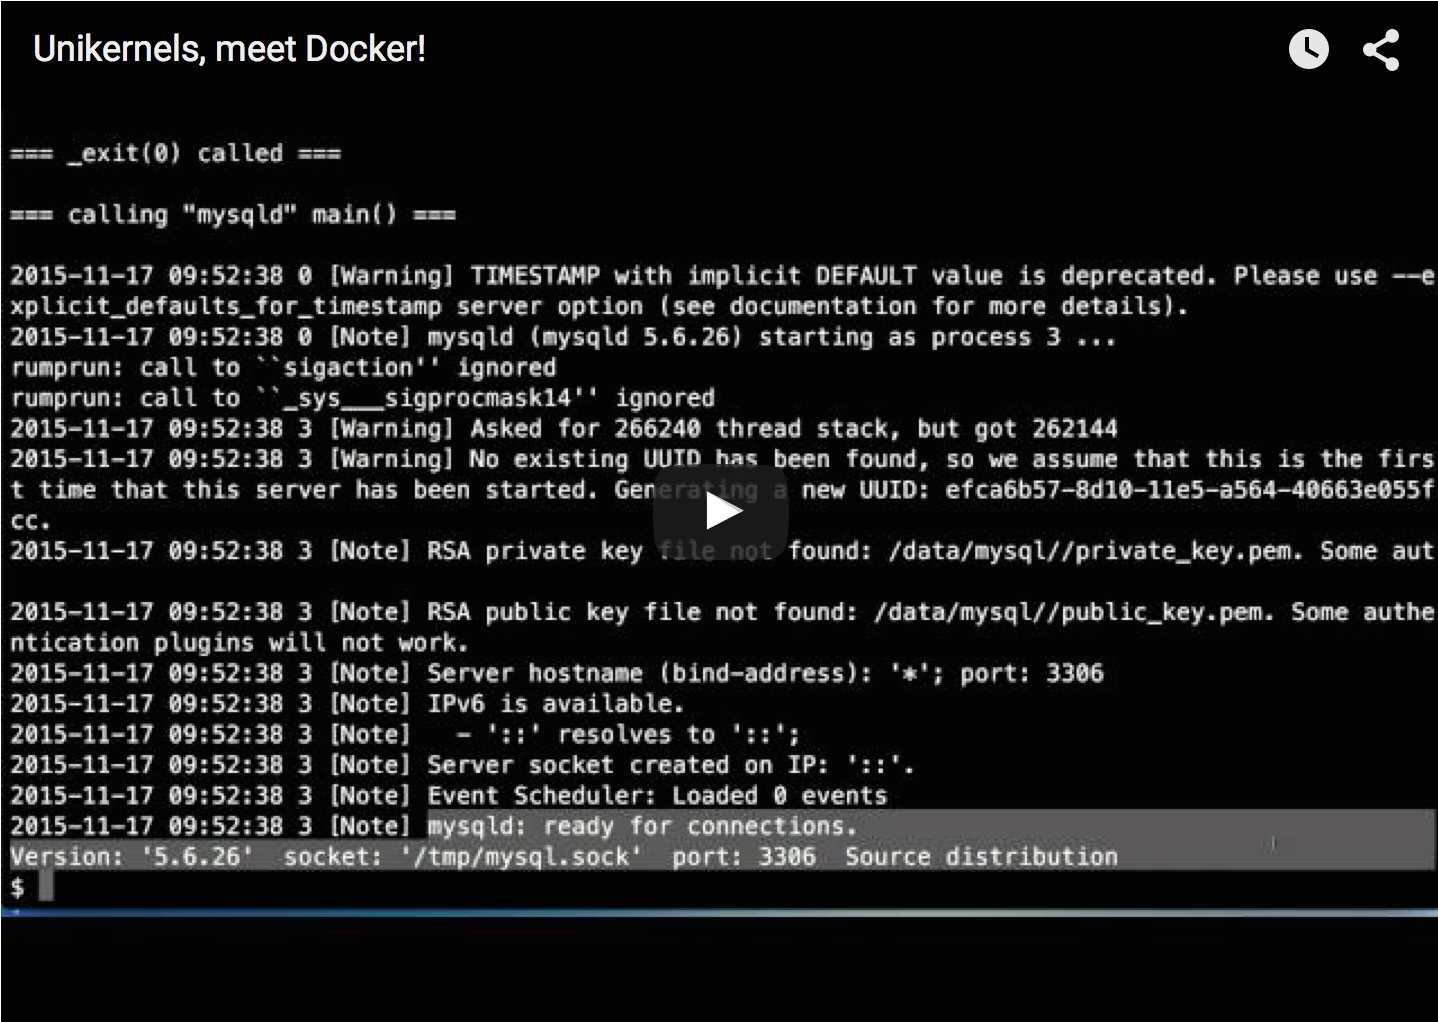 Unikernels, meet Docker!
=== _exit(0) called ===
=== calling "mysqld" main() ===
2015-11-17 09:52:38 0 [Warning] TIMESTAMP with implicit DEFAULT value is deprecated. Please use --e
xplicit_defaults_for_timestamp server option (see documentation for more details).
2015-11-17 09:52:38 0 [Note] mysqld (mysqld 5.6.26) starting as process 3 ...
rumprun: call to ``sigaction'' ignored
rumprun: call to ``_sys___sigprocmask14'' ignored
2015-11-17 09:52:38 3 [Warning] Asked for 266240 thread stack, but got 262144
2015-11-17 09:52:38 3 [Warning] No existing UUID has been found, so we assume that this is the firs
t time that this server has been started. Generating a new UUID: efca6b57-8d10-11e5-a564-40663e055f
cc.
2015-11-17 09:52:38 3 [Note] RSA private key file not found: /data/mysql//private_key.pem. Some aut
2015-11-17 09:52:38 3 [Note] RSA public key file not found: /data/mysql//public_key.pem. Some authe
ntication plugins will not work.
2015-11-17 09:52:38 3 [Note] Server hostname (bind-address): '*'; port: 3306
2015-11-17 09:52:38 3 [Note] IPv6 is available.
2015-11-17 09:52:38 3 [Note]   - '::' resolves to '::';
2015-11-17 09:52:38 3 [Note] Server socket created on IP: '::'.
2015-11-17 09:52:38 3 [Note] Event Scheduler: Loaded 0 events
2015-11-17 09:52:38 3 [Note] mysqld: ready for connections.
Version: '5.6.26'  socket: '/tmp/mysql.sock'  port: 3306  Source distribution
$